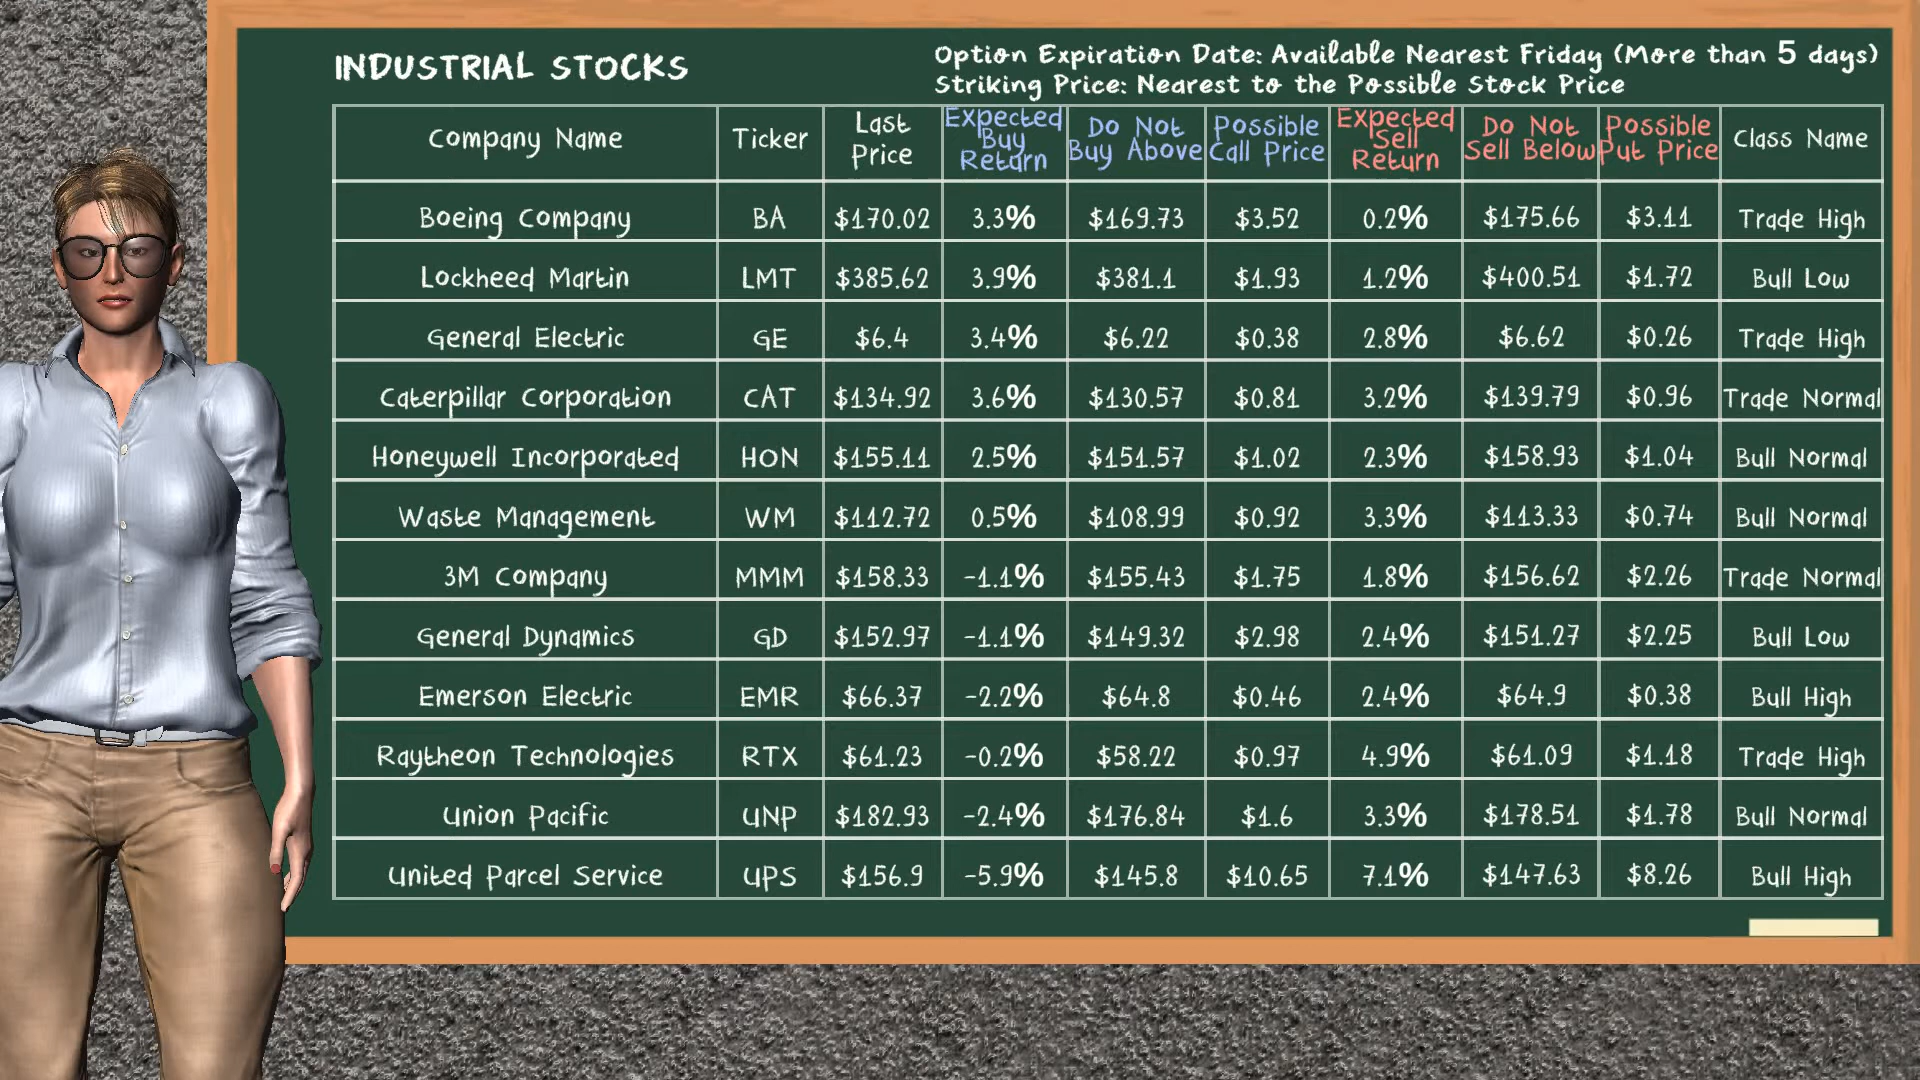 INDUSTRIAL STOCKS
Option Expiration Date: Available Nearest Friday (More than 5 days)
Striking Price: Nearest to the Possible Stock Price
Company Name Ticker Last Price Expected Buy Return Do Not Buy Above Possible Call Price Expected Sell Return Do Not Sell Below Possible Put Price Class Name
Boeing Company BA $170.02 3.3% $169.73 $3.52 0.2% $175.66 $3.11 Trade High
Lockheed Martin LMT $385.62 3.9% $381.1 $1.93 1.2% $400.51 $1.72 Bull Low
General Electric GE $6.4 3.4% $6.22 $0.38 2.8% $6.62 $0.26 Trade High
Caterpillar Corporation CAT $134.92 3.6% $130.57 $0.81 3.2% $139.79 $0.96 Trade Normal
Honeywell Incorporated HON $155.11 2.5% $151.57 $1.02 2.3% $158.93 $1.04 Bull Normal
Waste Management WM $112.72 0.5% $108.99 $0.92 3.3% $113.33 $0.74 Bull Normal
3M Company MMM $158.33 -1.1% $155.43 $1.75 1.8% $156.62 $2.26 Trade Normal
General Dynamics GD $152.97 -1.1% $149.32 $2.98 2.4% $151.27 $2.25 Bull Low
Emerson Electric EMR $66.37 -2.2% $64.8 $0.46 2.4% $64.9 $0.38 Bull High
Raytheon Technologies RTX $61.23 -0.2% $58.22 $0.97 4.9% $61.09 $1.18 Trade High
Union Pacific UNP $182.93 -2.4% $176.84 $1.6 3.3% $178.51 $1.78 Bull Normal
United Parcel Service UPS $156.9 -5.9% $145.8 $10.65 7.1% $147.63 $8.26 Bull High